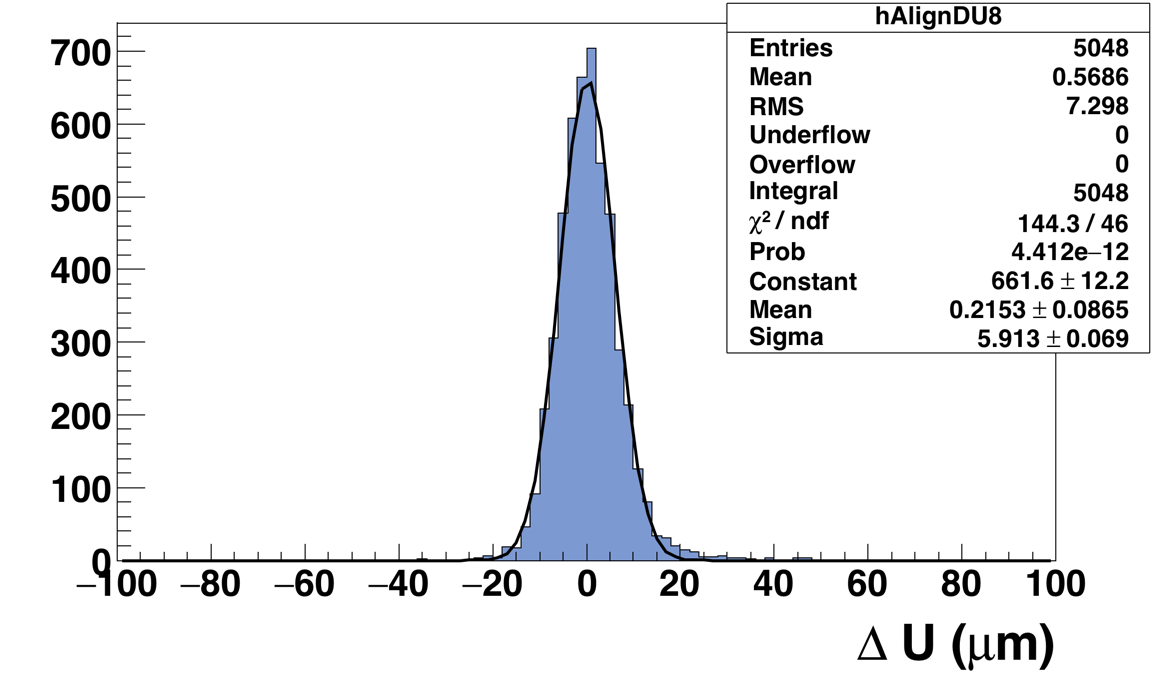 hAlignDU8
Entries 5048
Mean 0.5686
RMS 7.298
Underflow 0
Overflow 0
Integral 5048
χ² / ndf 144.3 / 46
Prob 4.412e−12
Constant 661.6 ± 12.2
Mean 0.2153 ± 0.0865
Sigma 5.913 ± 0.069
700
600
500
400
300
200
100
0
−100 −80 −60 −40 −20 0 20 40 60 80 100
Δ U (μm)